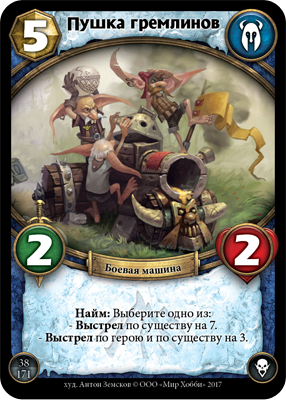 5
Пушка гремлинов
2
Боевая машина
2
Найм: Выберите одно из:
- Выстрел по существу на 7.
- Выстрел по герою и по существу на 3.
38
171
худ. Антон Земсков © ООО «Мир Хобби» 2017